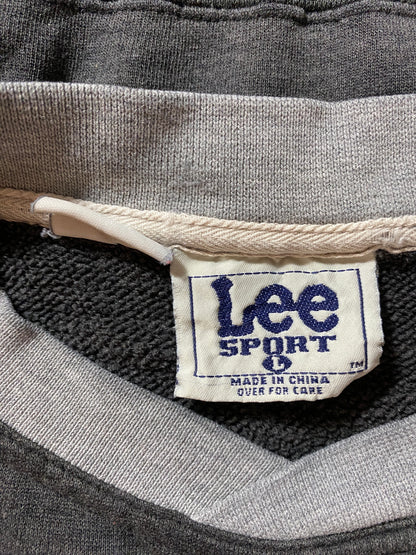 Lee
SPORT
L
TM
MADE IN CHINA
OVER FOR CARE